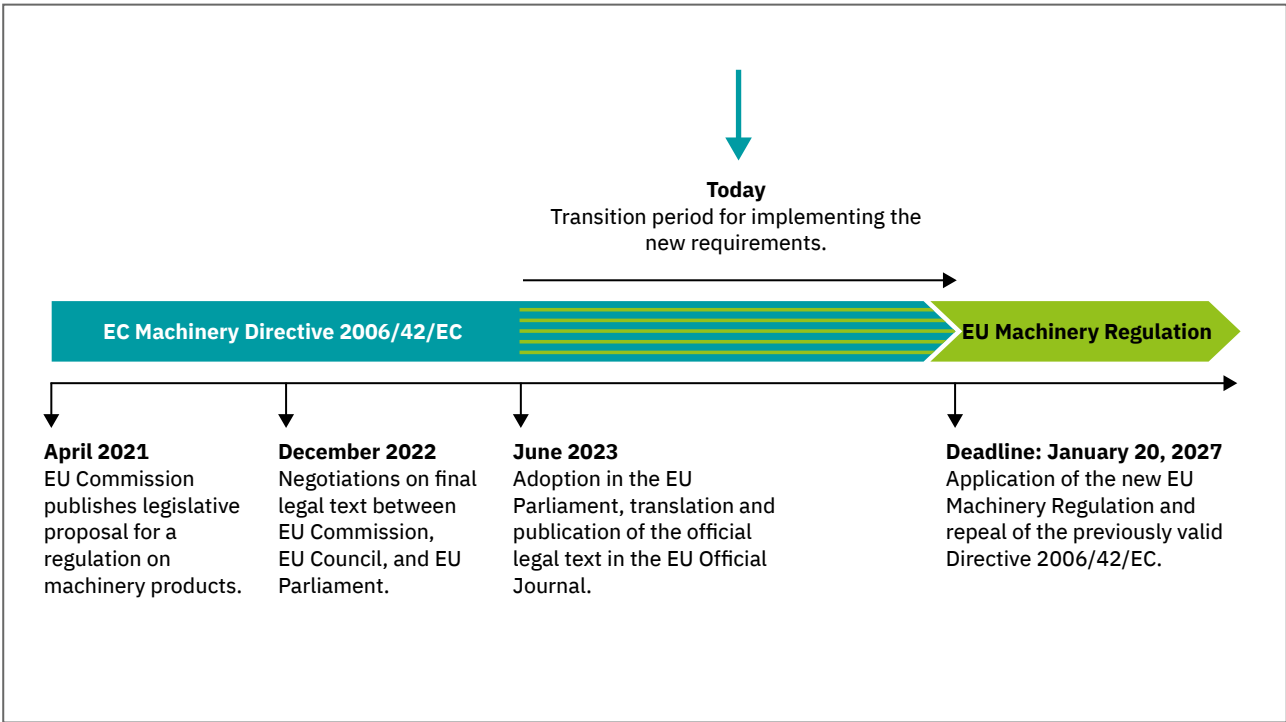 Today
Transition period for implementing the
new requirements.
EC Machinery Directive 2006/42/EC
EU Machinery Regulation
April 2021
EU Commission
publishes legislative
proposal for a
regulation on
machinery products.
December 2022
Negotiations on final
legal text between
EU Commission,
EU Council, and EU
Parliament.
June 2023
Adoption in the EU
Parliament, translation and
publication of the official
legal text in the EU Official
Journal.
Deadline: January 20, 2027
Application of the new EU
Machinery Regulation and
repeal of the previously valid
Directive 2006/42/EC.